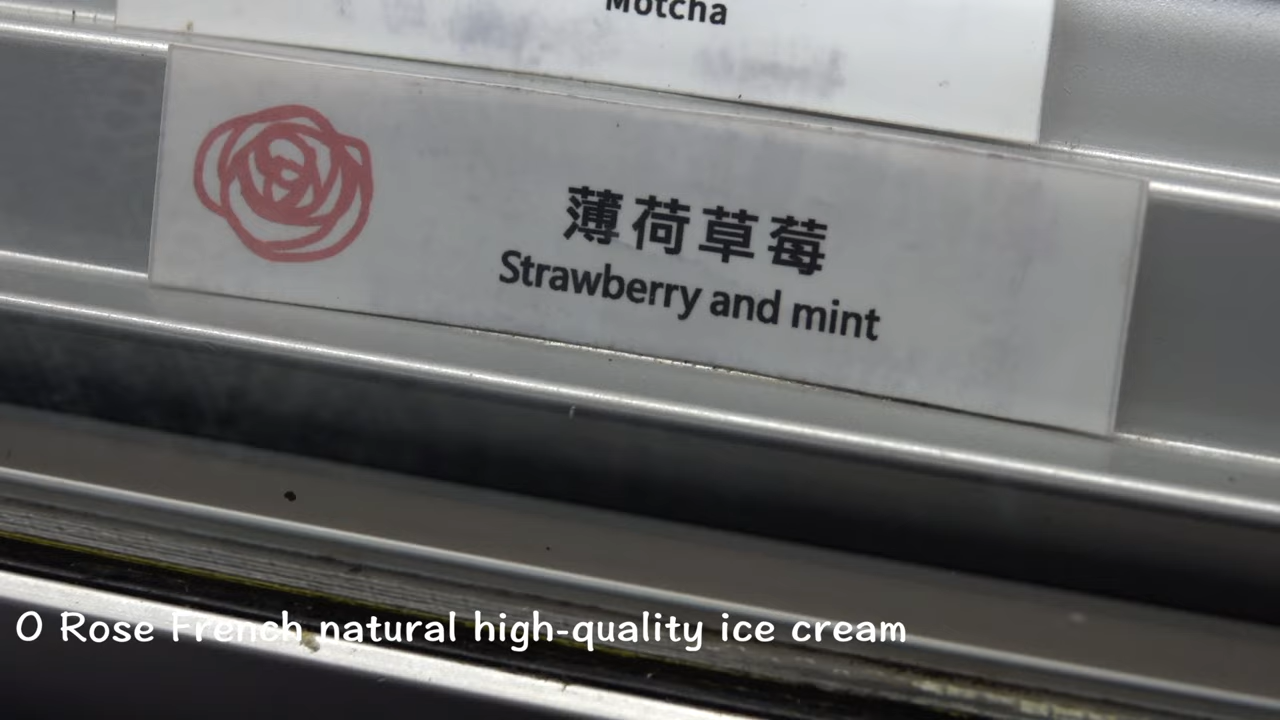 Motcha
薄荷草莓
Strawberry and mint
O Rose French natural high-quality ice cream